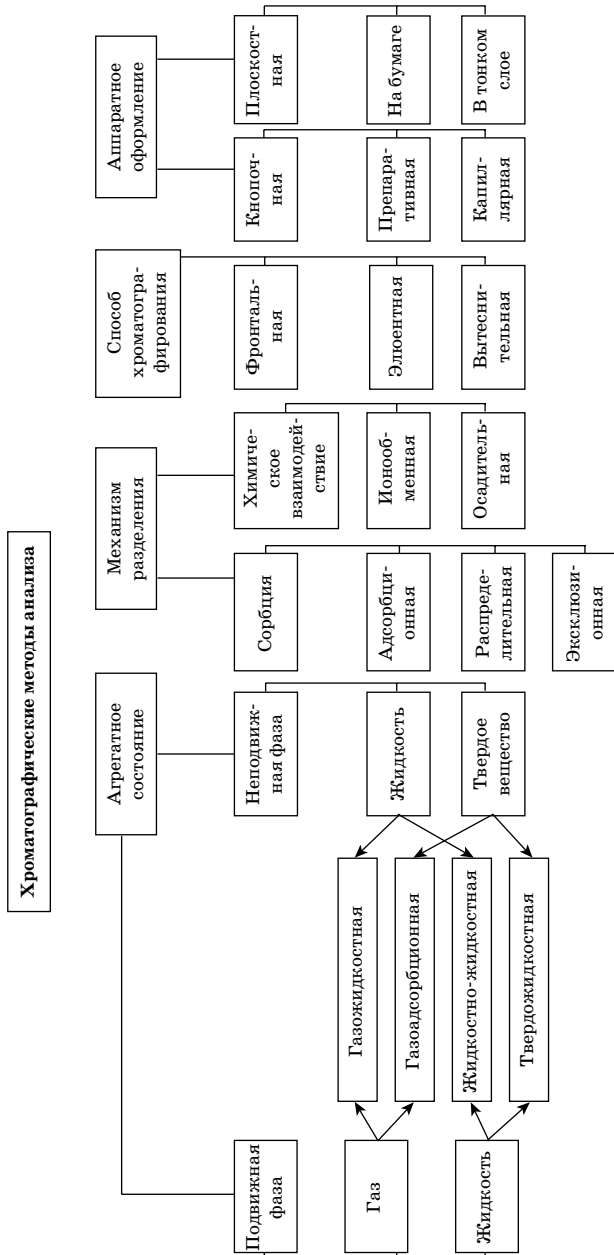 Хроматографические методы анализа
Агрегатное
состояние
Механизм
разделения
Способ
хроматогра-
фирования
Аппаратное
оформление
Подвижная
фаза
Неподвиж-
ная фаза
Сорбция
Химиче-
ское
взаимодей-
ствие
Фронталь-
ная
Кнопоч-
ная
Плоскост-
ная
Газ
Газожидкостная
Газоадсорбционная
Жидкость
Адсорбци-
онная
Ионооб-
менная
Элюентная
Препара-
тивная
На бумаге
Жидкость
Жидкостно-жидкостная
Твердожидкостная
Твердое
вещество
Распреде-
лительная
Осадитель-
ная
Вытесни-
тельная
Капил-
лярная
В тонком
слое
Эксклюзи-
онная